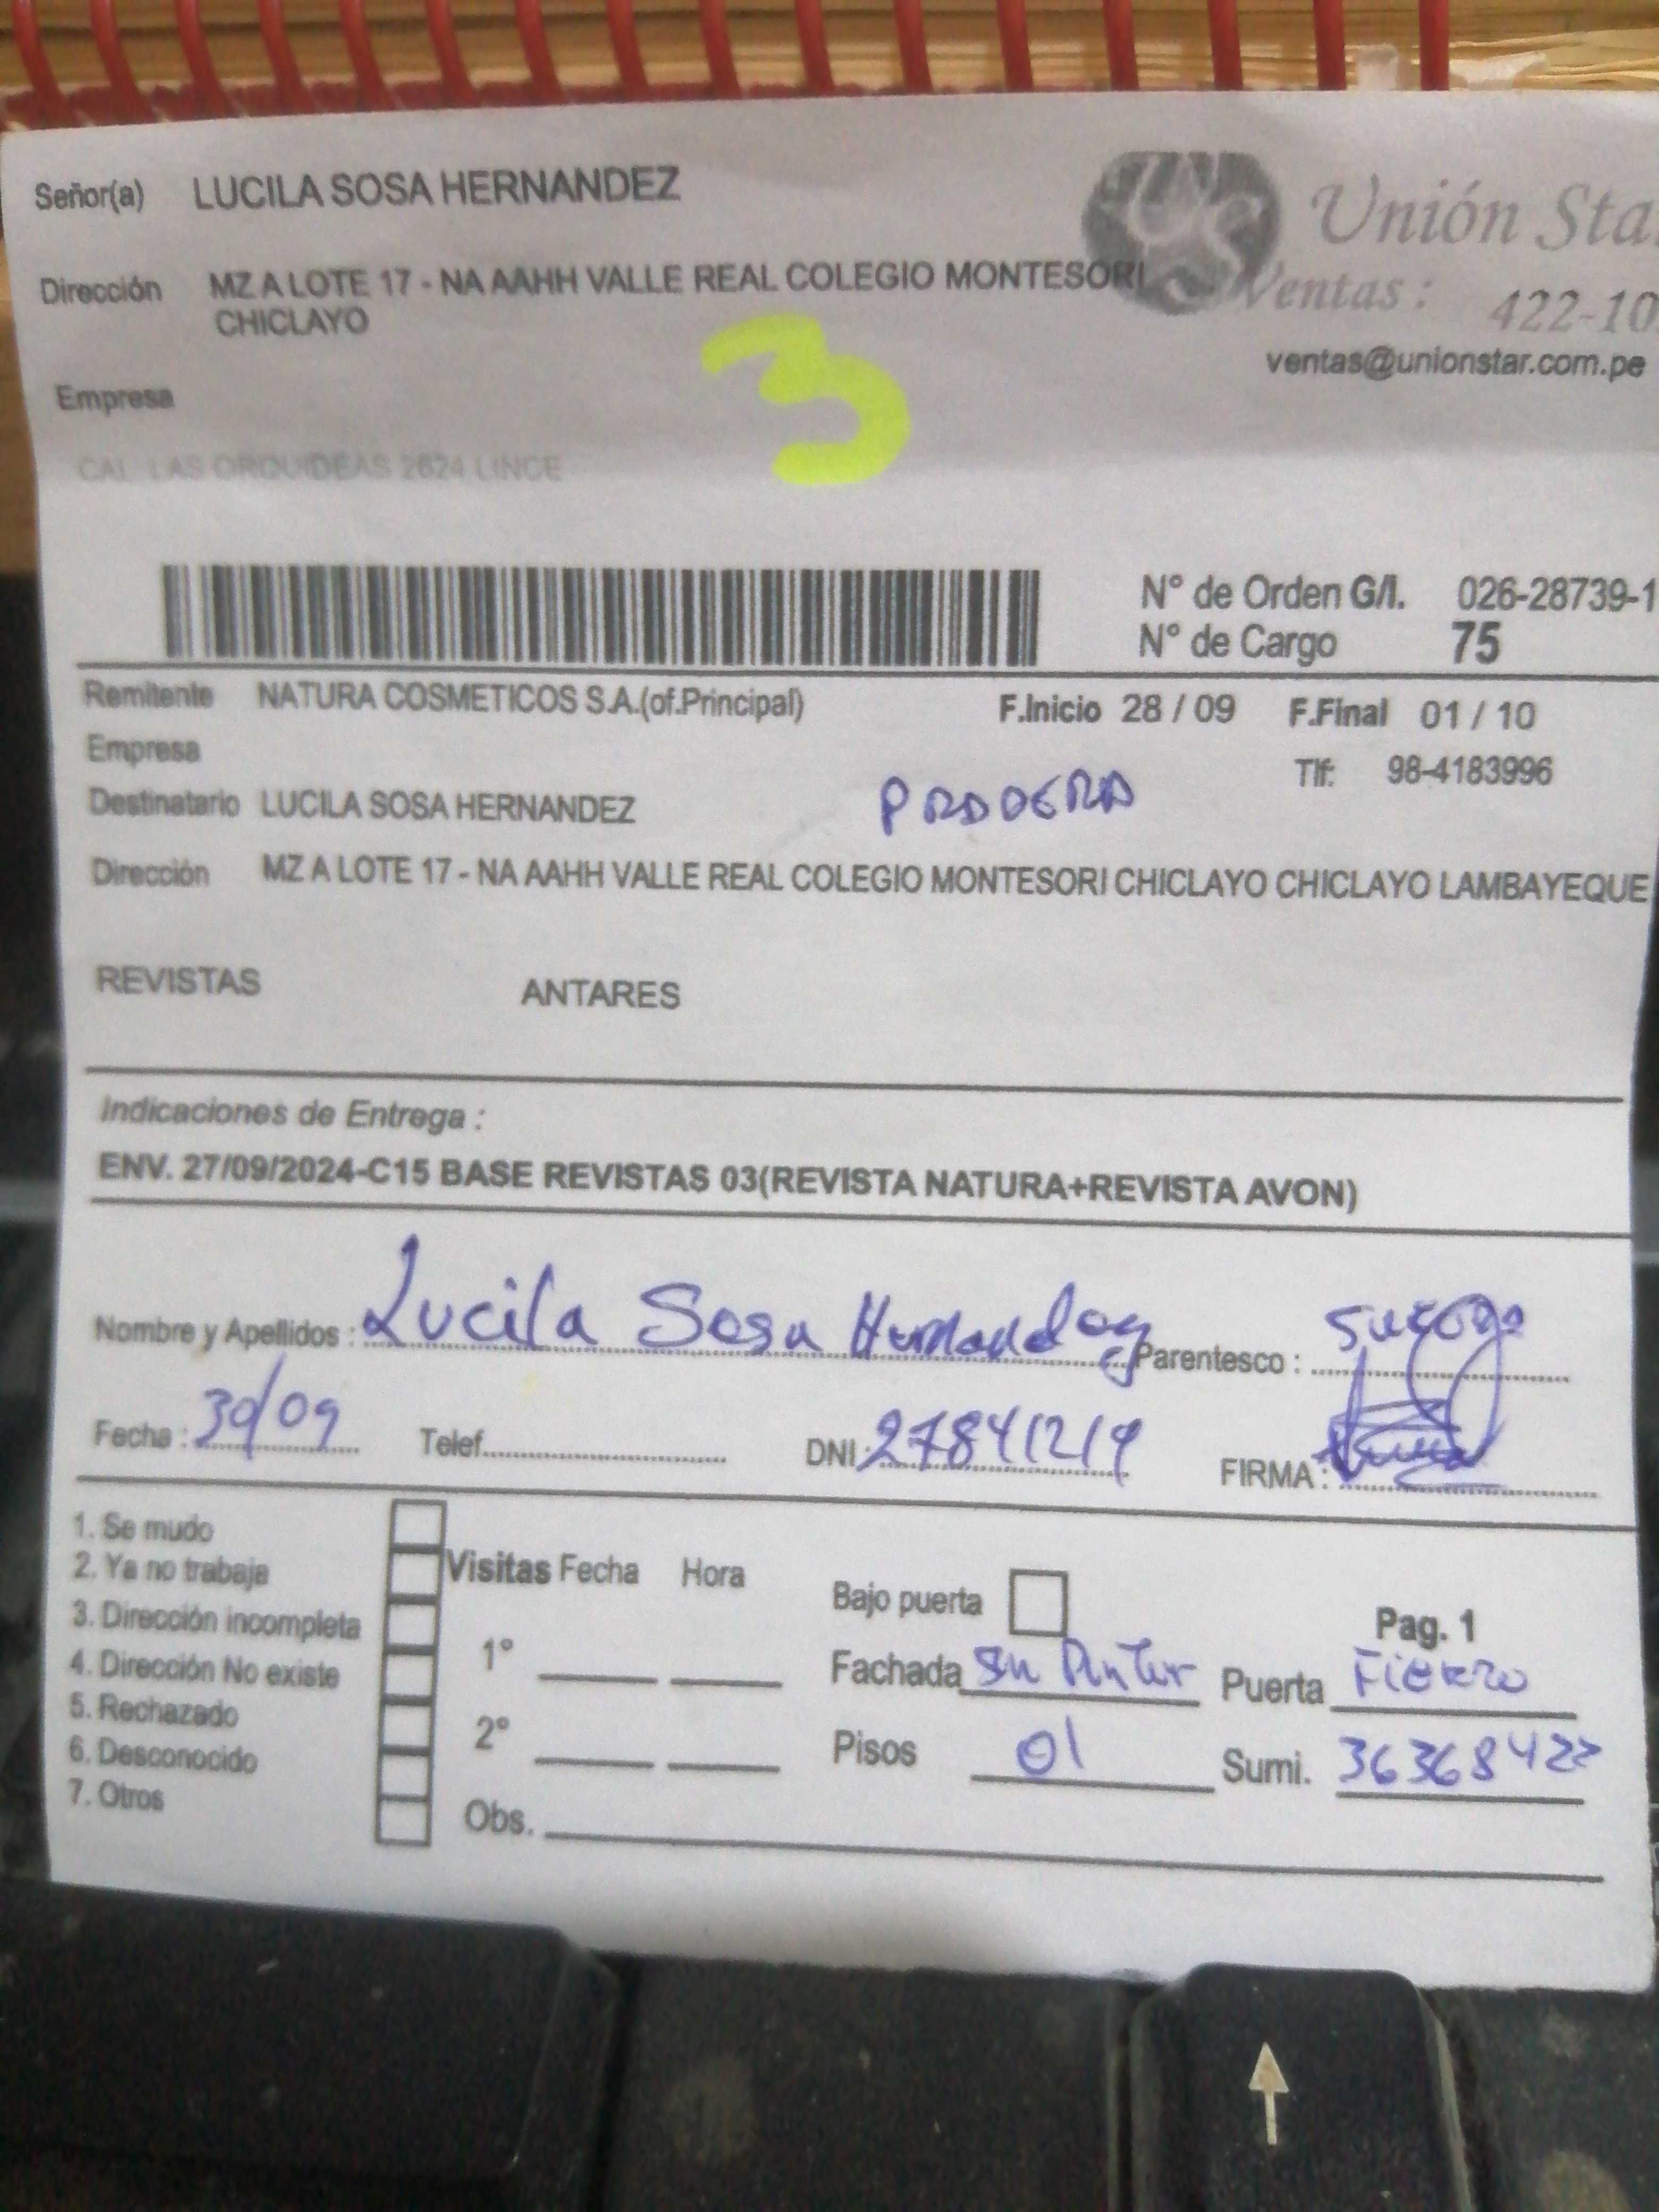 Señor(a) LUCILA SOSA HERNANDEZ
Unión Sta
Dirección MZ A LOTE 17 - NA AAHH VALLE REAL COLEGIO MONTESORI
CHICLAYO
Ventas : 422-10
ventas@unionstar.com.pe
3
Empresa
CAL. LAS ORQUIDEAS 2624 LINCE
N° de Orden G/I. 026-28739-1
N° de Cargo 75
Remitente NATURA COSMETICOS S.A.(of.Principal) F.Inicio 28 / 09 F.Final 01 / 10
Empresa
Tlf: 98-4183996
Destinatario LUCILA SOSA HERNANDEZ PRADERA
Dirección MZ A LOTE 17 - NA AAHH VALLE REAL COLEGIO MONTESORI CHICLAYO CHICLAYO LAMBAYEQUE
REVISTAS ANTARES
Indicaciones de Entrega :
ENV. 27/09/2024-C15 BASE REVISTAS 03(REVISTA NATURA+REVISTA AVON)
Nombre y Apellidos : Lucila Sosa Hernandez Parentesco :
Fecha : 30/09 Telef. DNI: 27841219 FIRMA :
1. Se mudo
2. Ya no trabaja
3. Dirección incompleta
4. Dirección No existe
5. Rechazado
6. Desconocido
7. Otros
Visitas Fecha Hora
1°
2°
Obs.
Bajo puerta
Pag. 1
Fachada Sin Pintar Puerta Fierro
Pisos 01 Sumi. 36368422